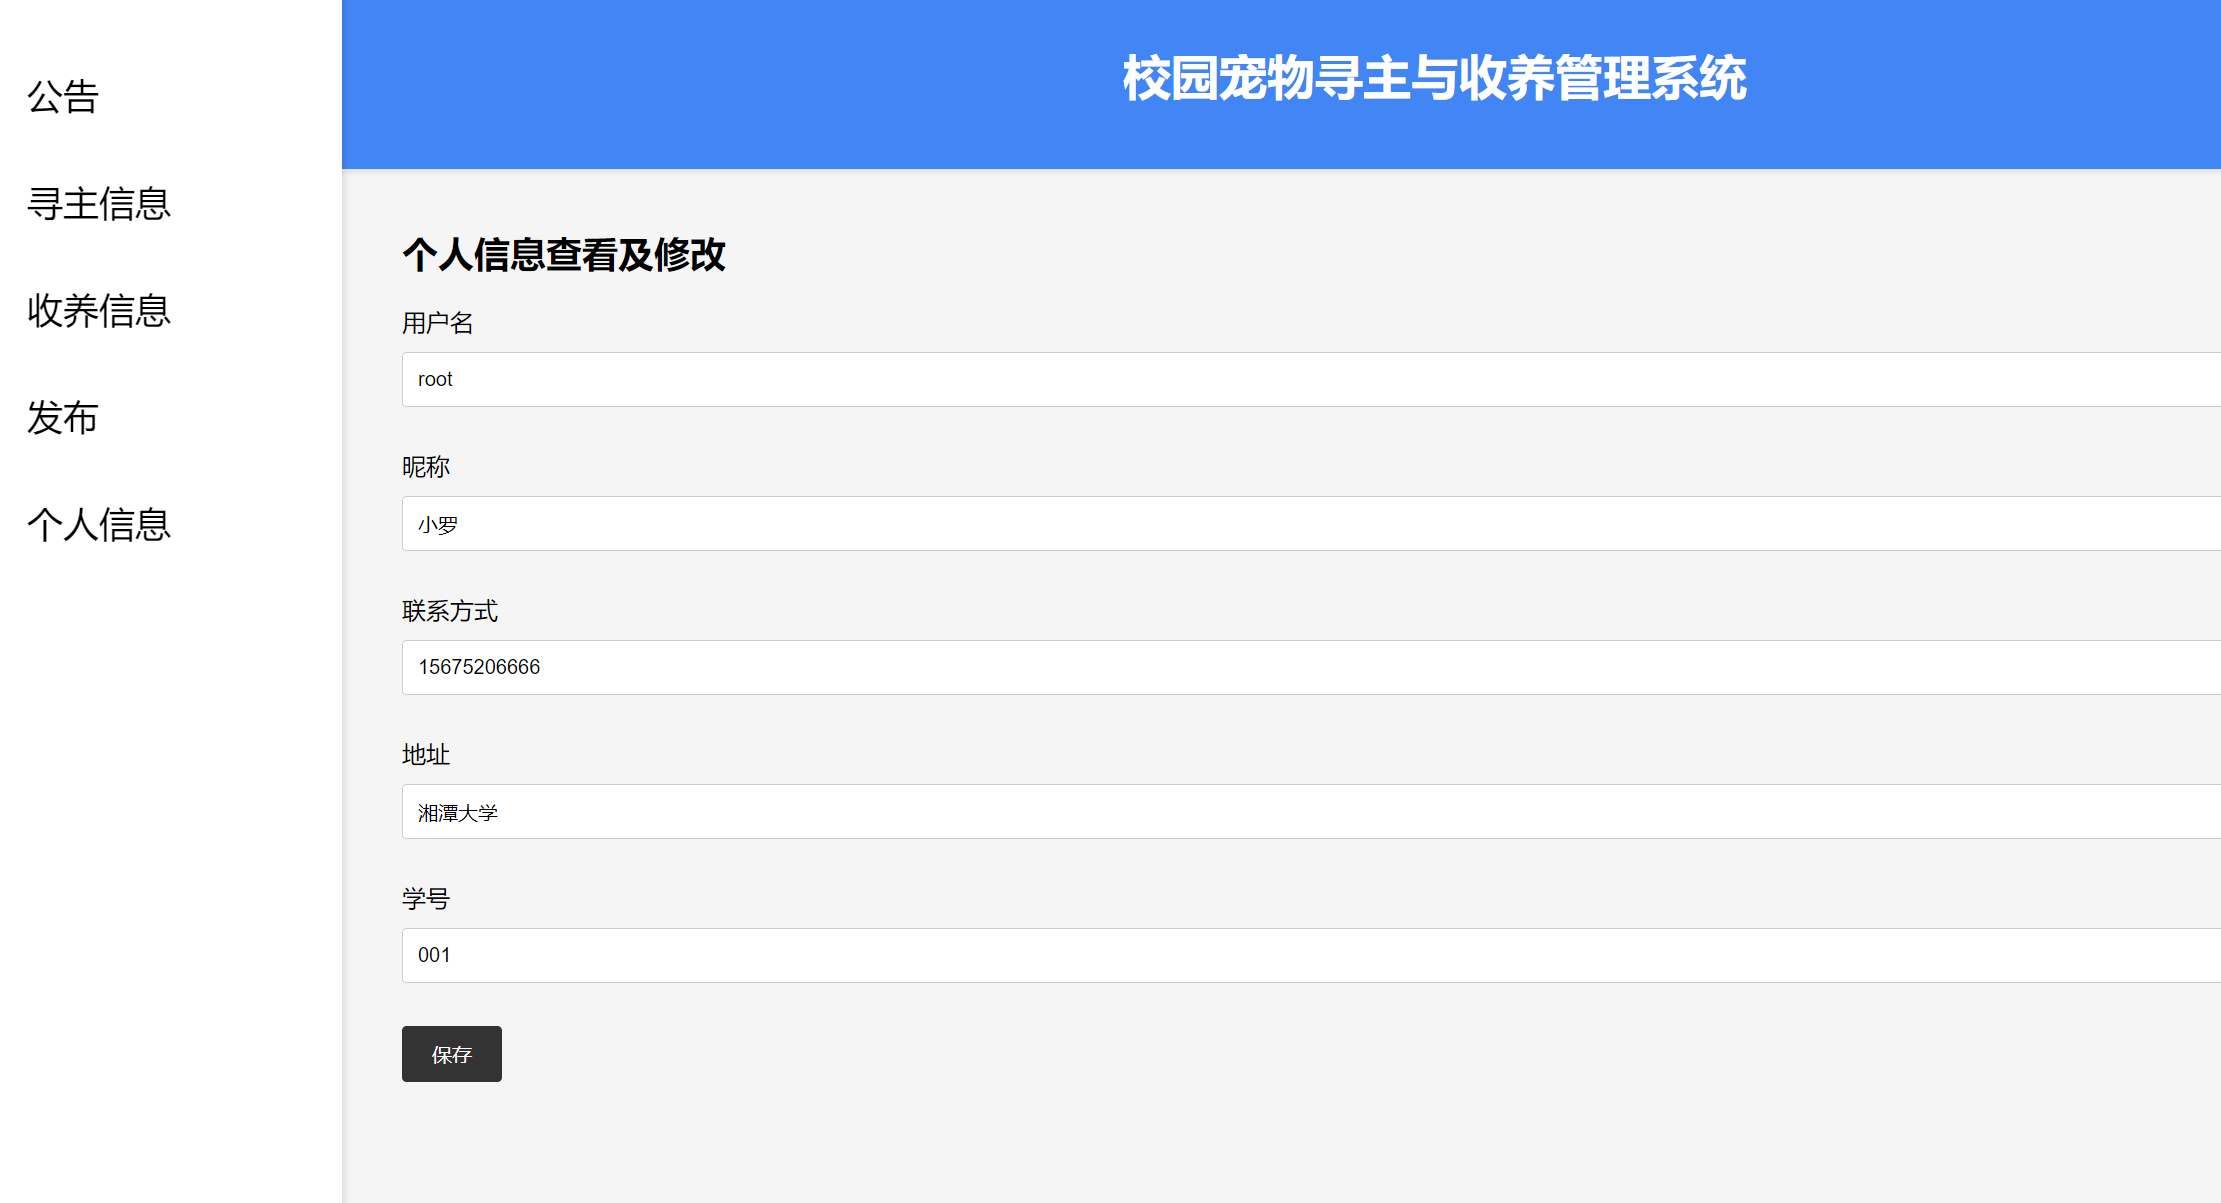 公告
寻主信息
收养信息
发布
个人信息
校园宠物寻主与收养管理系统
个人信息查看及修改
用户名
root
昵称
小罗
联系方式
15675206666
地址
湘潭大学
学号
001
保存